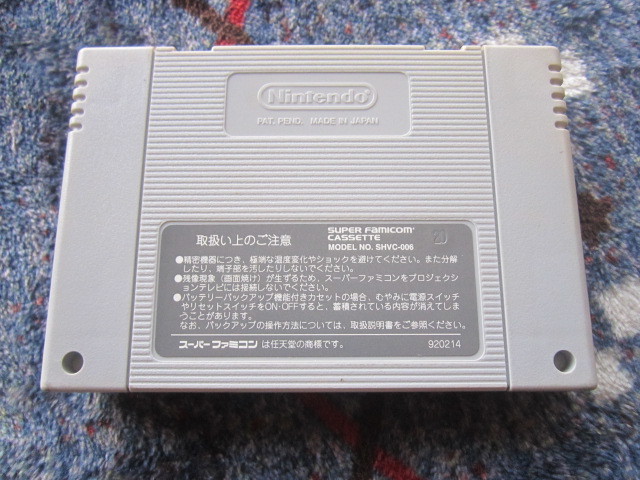 Nintendo
PAT. PEND. MADE IN JAPAN
取扱い上のご注意
SUPER FAMICOM
CASSETTE
MODEL NO. SHVC-006
●精密機器につき、極端な温度変化やショックを避けてください。また分解
したり、端子部を汚したりしないでください。
●残像現象（画面焼け）が生ずるため、スーパーファミコンをプロジェクシ
ョンテレビには接続しないでください。
●バッテリーバックアップ機能付きカセットの場合、むやみに電源スイッチ
やリセットスイッチをON·OFFすると、蓄積されている内容が消えてしま
うことがあります。
なお、バックアップの操作方法については、取扱説明書をご参照ください。
スーパーファミコンは任天堂の商標です。
920214